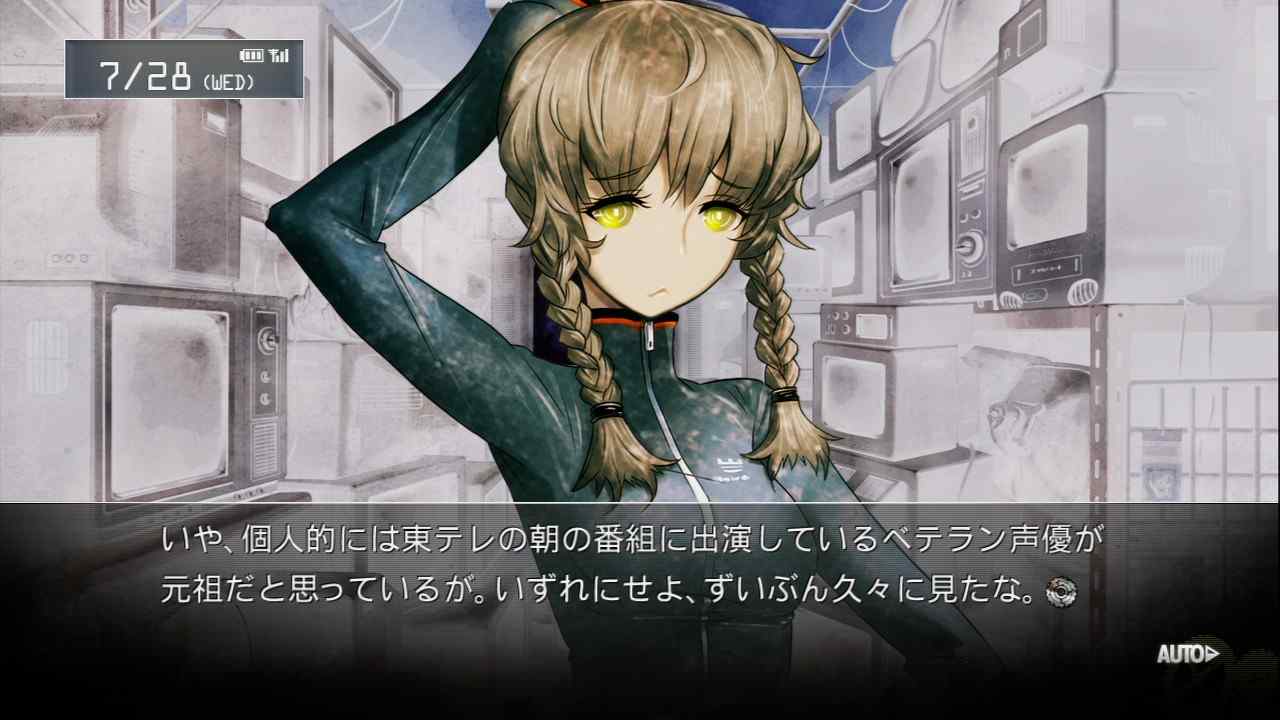 7/28 (WED)
いや、個人的には東テレの朝の番組に出演しているベテラン声優が
元祖だと思っているが。いずれにせよ、ずいぶん久々に見たな。
AUTO